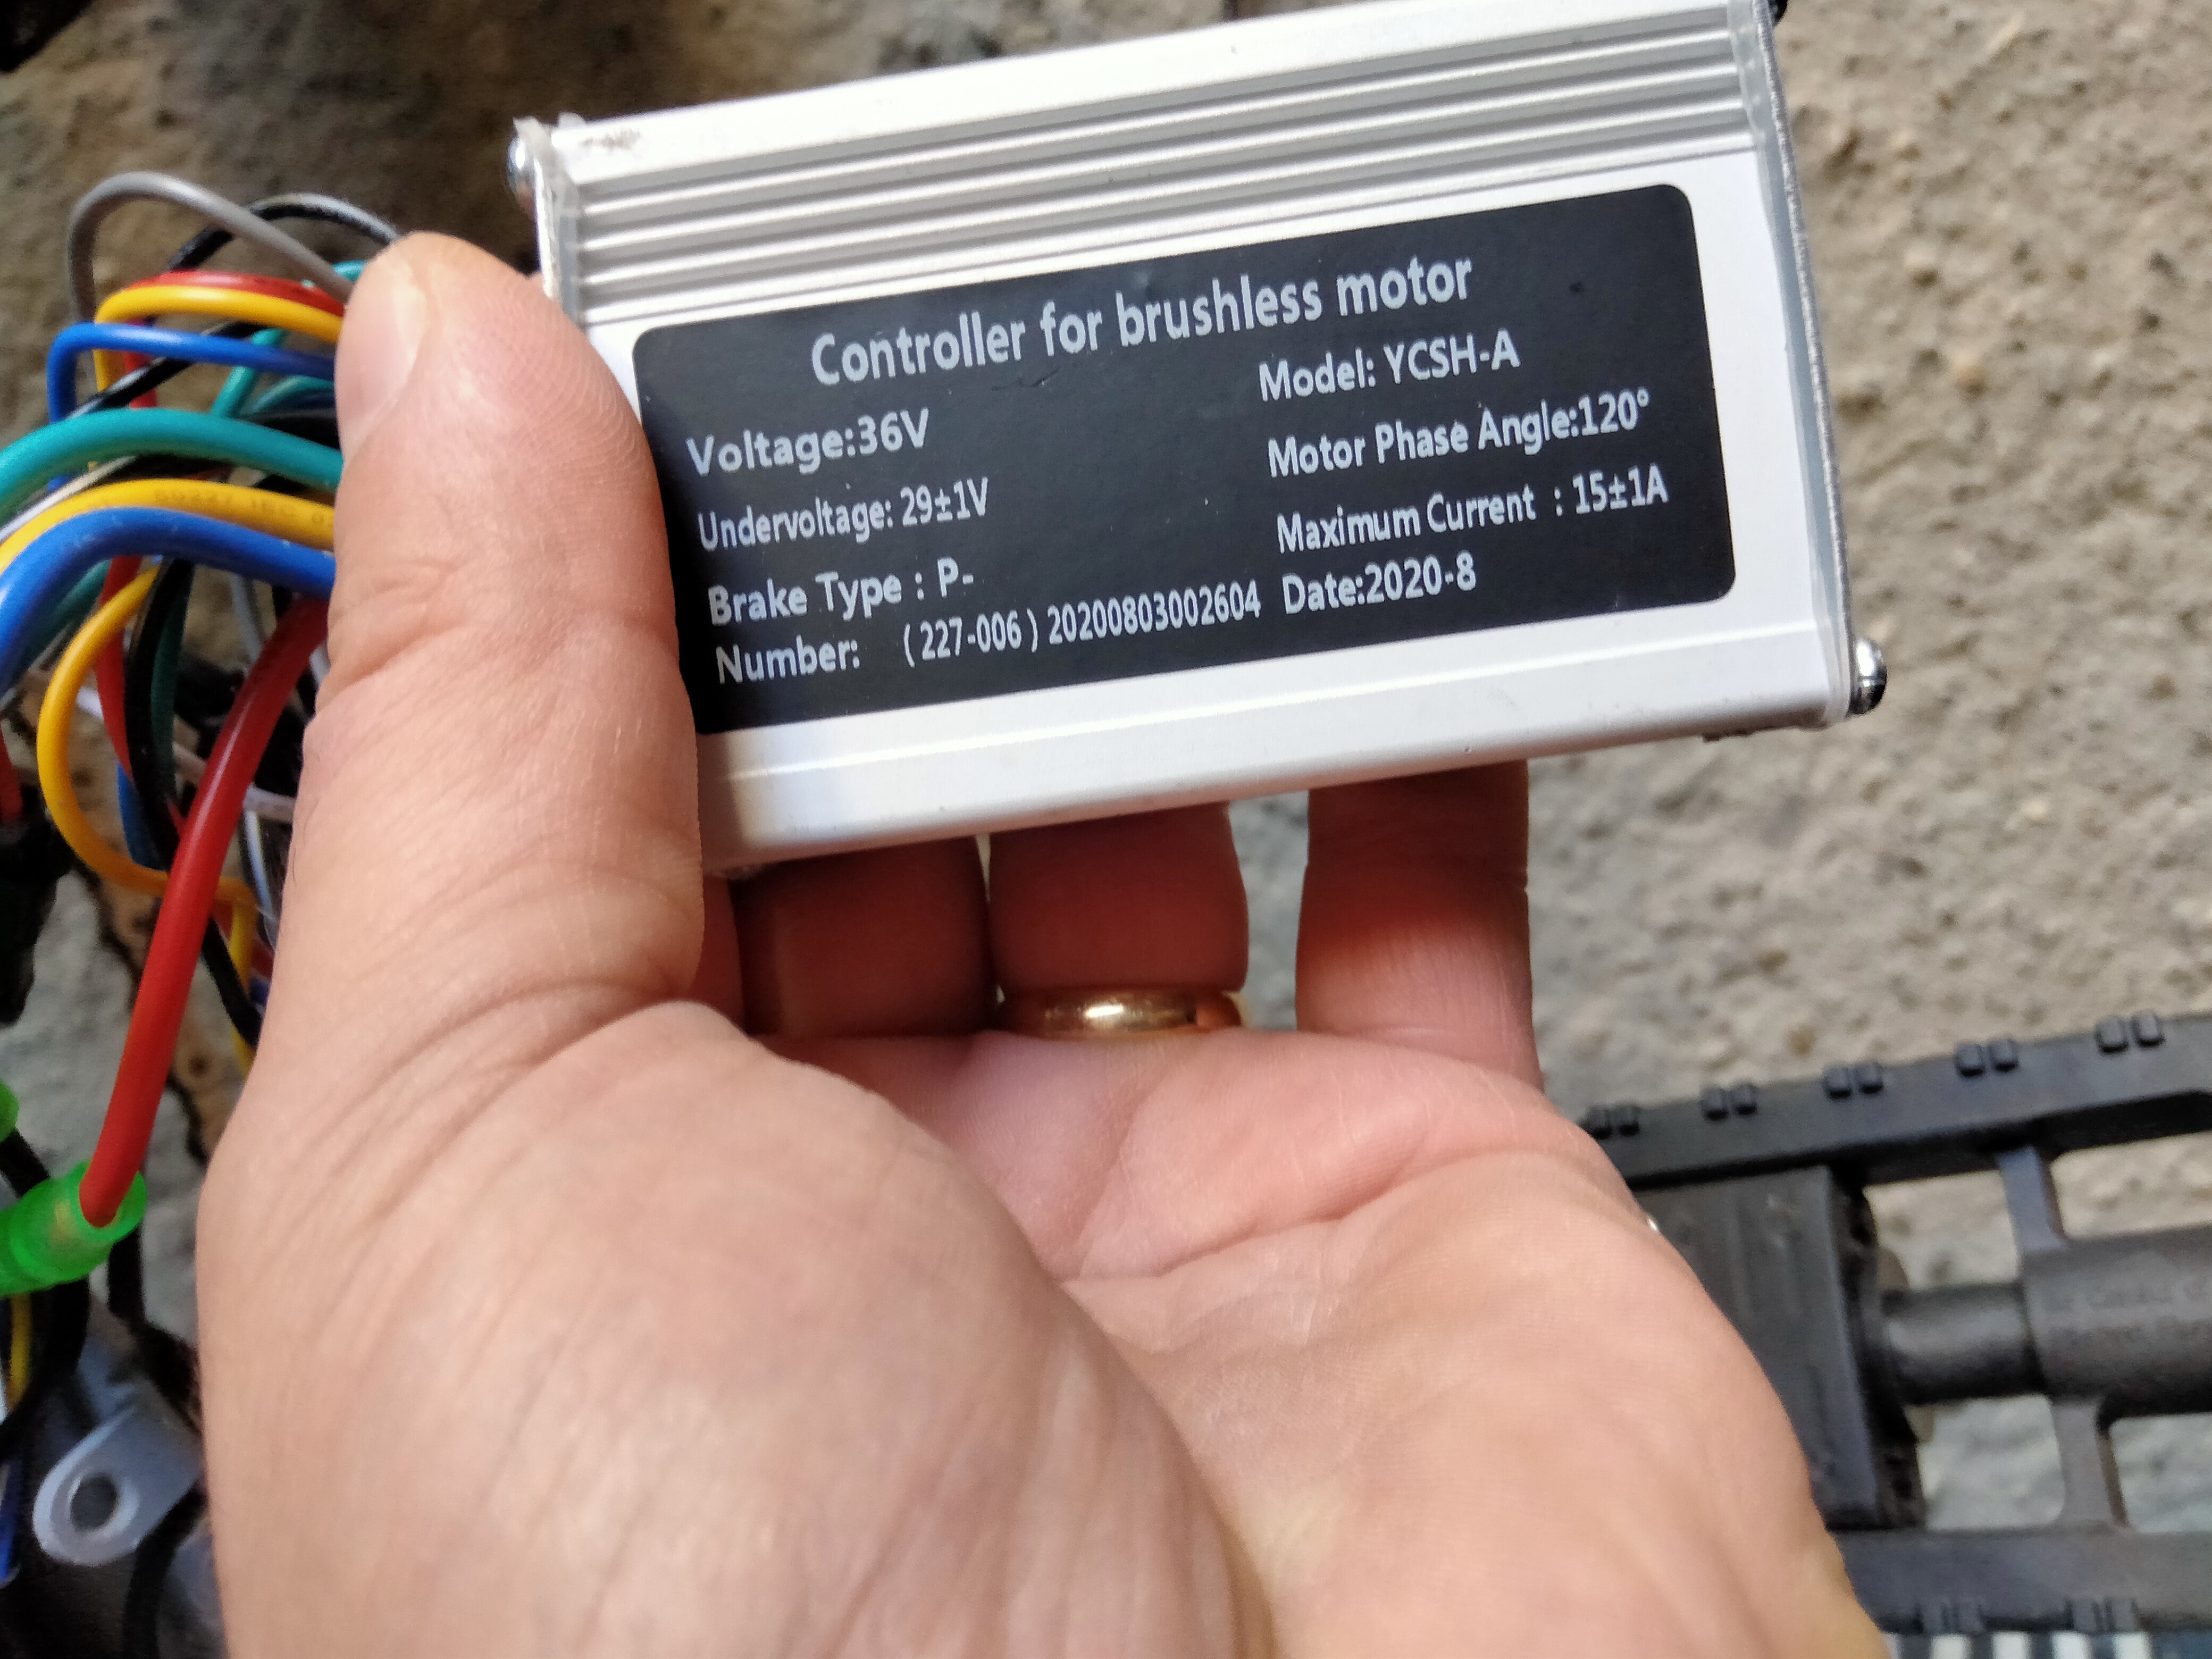 Controller for brushless motor
Voltage:36V
Model: YCSH-A
Undervoltage: 29±1V
Motor Phase Angle:120°
Brake Type : P-
Maximum Current : 15±1A
Number: ( 227-006 ) 20200803002604
Date:2020-8